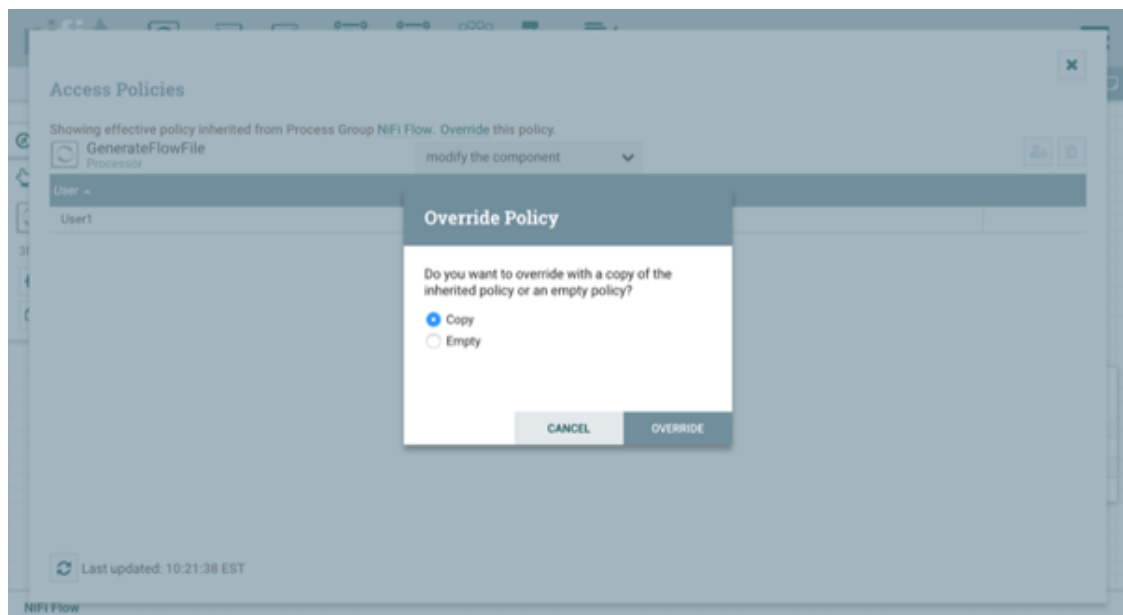 Access Policies
Showing effective policy inherited from Process Group NiFi Flow. Override this policy.
GenerateFlowFile
Processor
modify the component
User
User1
Override Policy
Do you want to override with a copy of the
inherited policy or an empty policy?
Copy
Empty
CANCEL
OVERRIDE
Last updated: 10:21:38 EST
NiFi Flow